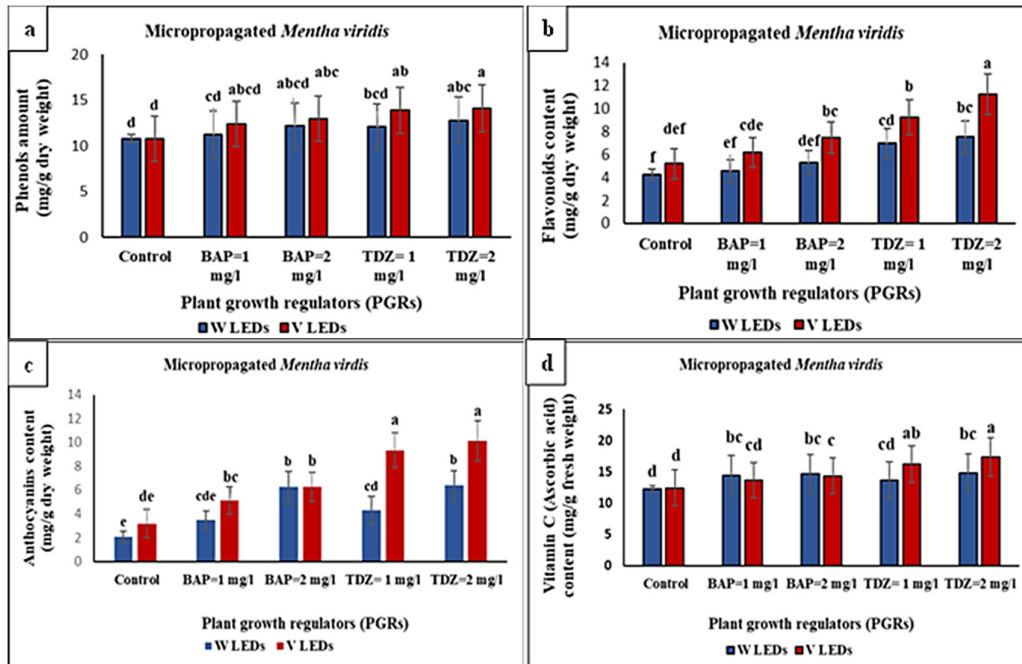 a
Micropropagated Mentha viridis
Phenols amount
(mg/g dry weight)
20
15
10
5
0
d d cd abcd abcd abc bcd ab abc a
Control BAP=1 mg/l BAP=2 mg/l TDZ= 1 mg/l TDZ=2 mg/l
Plant growth regulators (PGRs)
W LEDs V LEDs
b
Micropropagated Mentha viridis
Flavonoids content
(mg/g dry weight)
14
12
10
8
6
4
2
0
f def ef cde def bc cd b bc a
Control BAP=1 mg/l BAP=2 mg/l TDZ= 1 mg/l TDZ=2 mg/l
Plant growth regulators (PGRs)
W LEDs V LEDs
c
Micropropagated Mentha virdis
Anthocyanins content
(mg/g dry weight)
14
12
10
8
6
4
2
0
e de cde bc b b cd a b a
Control BAP=1 mg/l BAP=2 mg/l TDZ= 1 mg/l TDZ=2 mg/l
Plant growth regulators (PGRs)
W LEDs V LEDs
d
Micropropagated Mentha virdis
Vitamin C (Ascorbic acid)
content (mg/g fresh weight)
25
20
15
10
5
0
d d bc cd bc c cd ab bc a
Control BAP=1 mg/l BAP=2 mg/l TDZ= 1 mg/l TDZ=2 mg/l
Plant growth regulators (PGRs)
W LEDs V LEDs